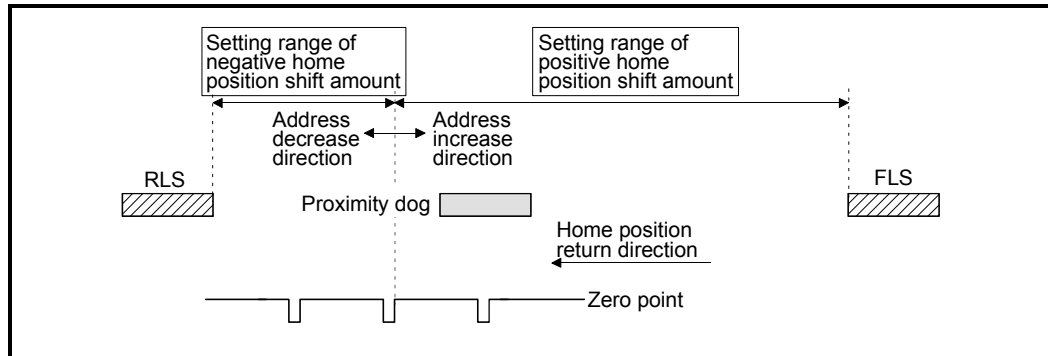 Setting range of
negative home
position shift amount
Setting range of
positive home
position shift amount
Address
decrease
direction
Address
increase
direction
RLS
FLS
Proximity dog
Home position
return direction
Zero point